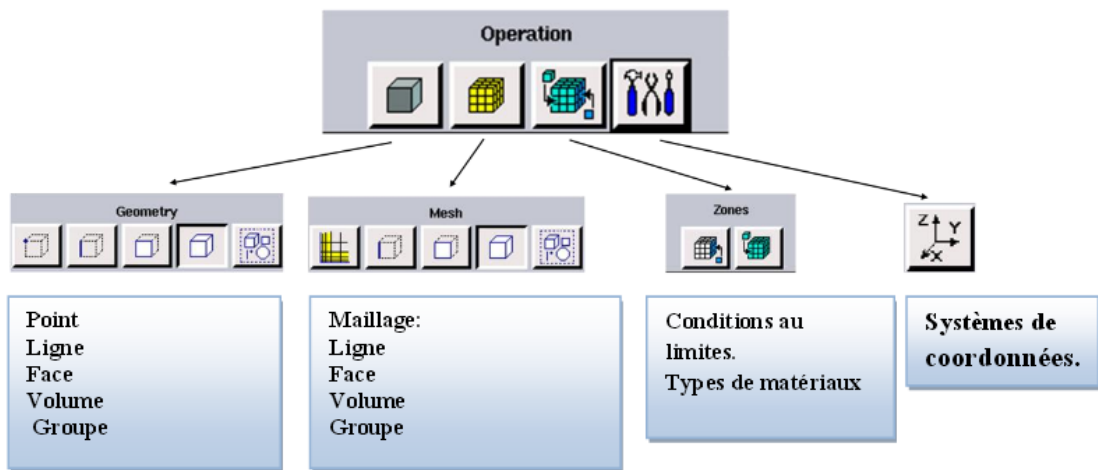 Operation
Geometry
Mesh
Zones
Z
Y
X
Point
Ligne
Face
Volume
Groupe
Maillage:
Ligne
Face
Volume
Groupe
Conditions au
limites.
Types de matériaux
Systèmes de
coordonnées.